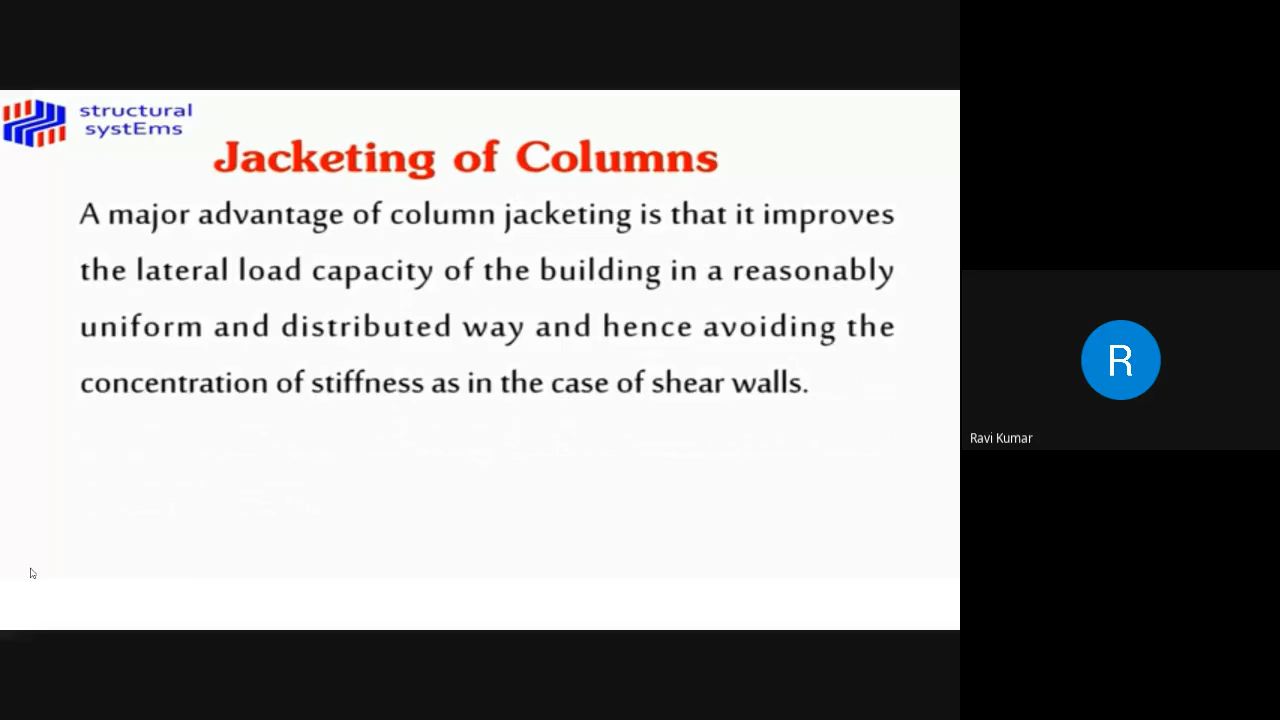 structural
systEms
Jacketing of Columns
A major advantage of column jacketing is that it improves
the lateral load capacity of the building in a reasonably
uniform and distributed way and hence avoiding the
concentration of stiffness as in the case of shear walls.
R
Ravi Kumar